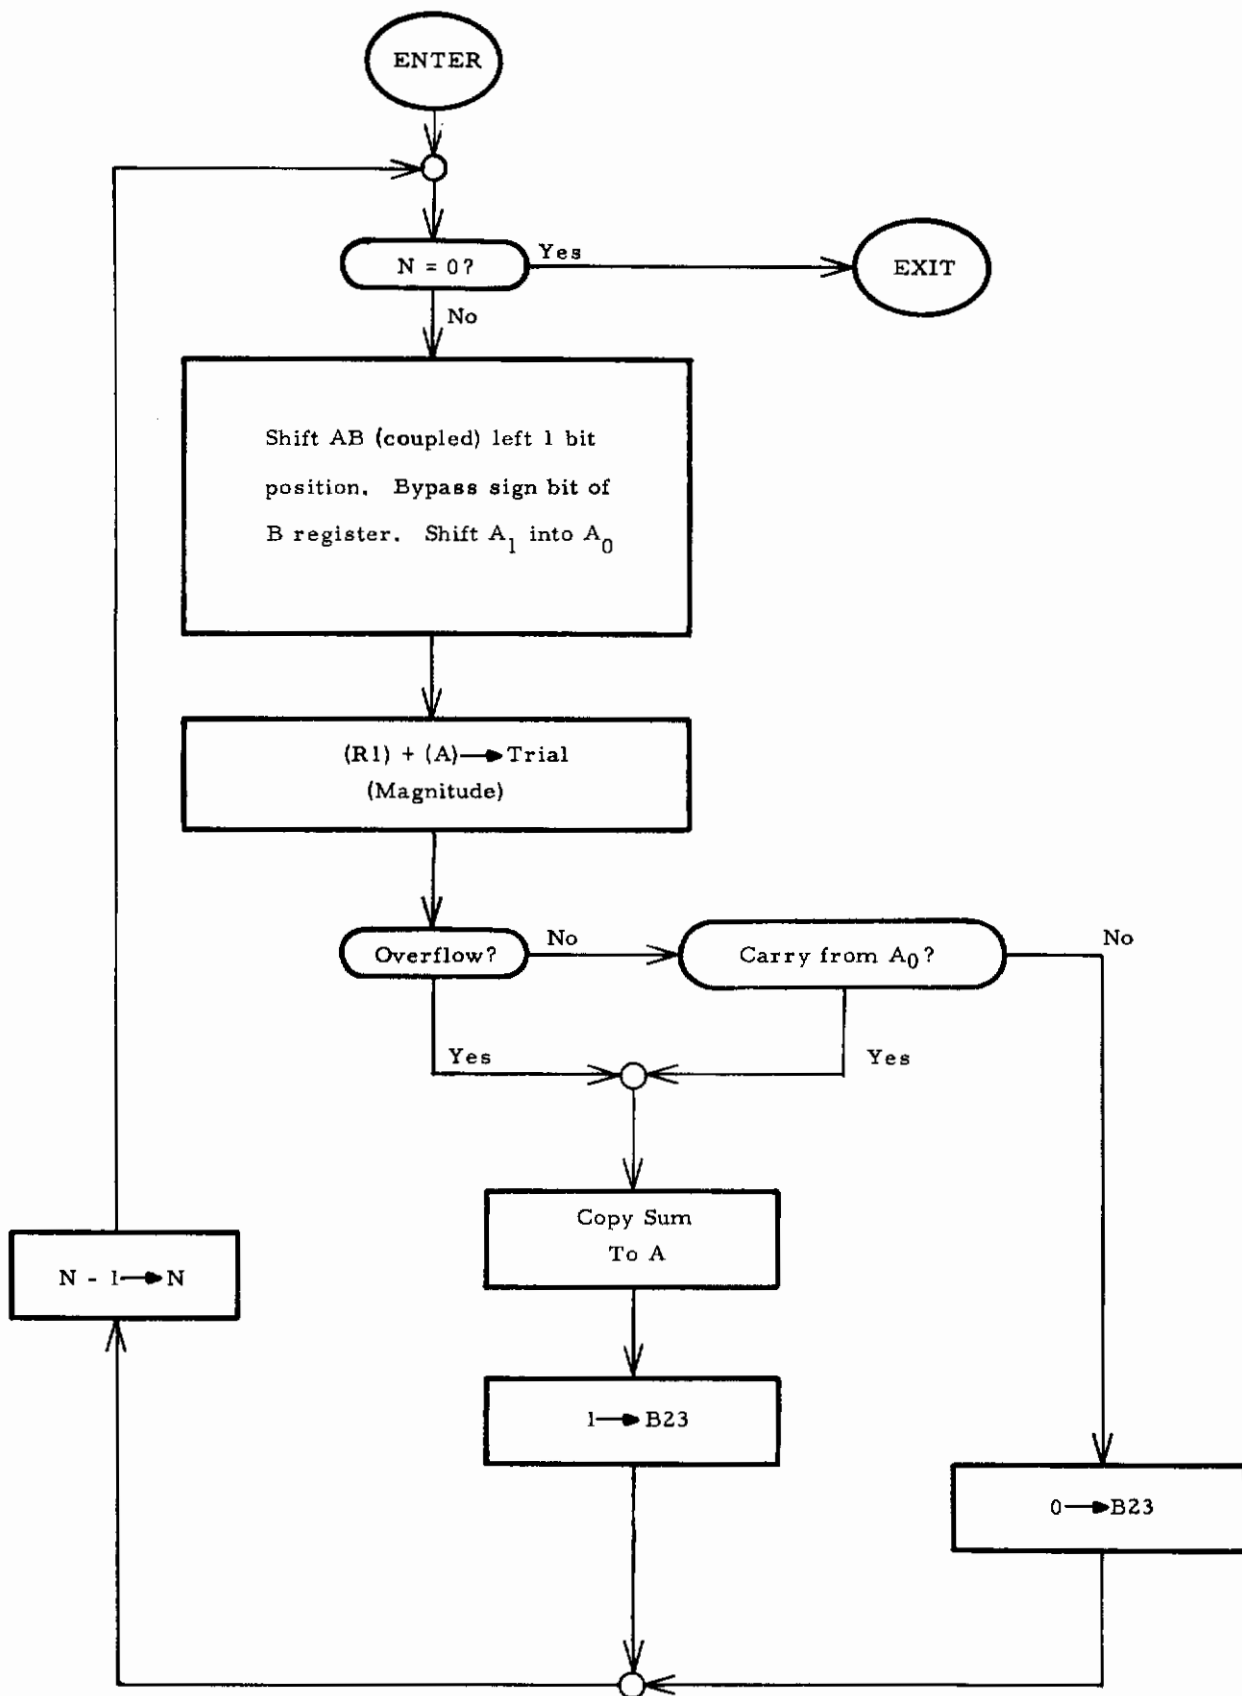 ENTER
N = 0?
Yes
EXIT
No
Shift AB (coupled) left 1 bit
position. Bypass sign bit of
B register. Shift A₁ into A₀
(R1) + (A)→Trial
(Magnitude)
Overflow?
No
Carry from A₀?
No
Yes
Yes
Copy Sum
To A
N - 1→N
1→B23
0→B23